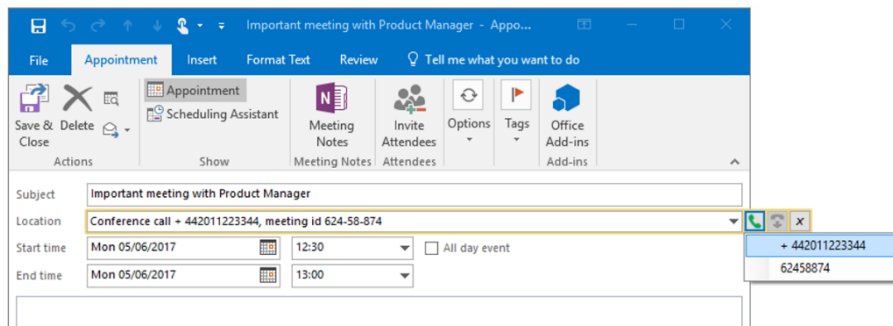 Important meeting with Product Manager - Appo...
File Appointment Insert Format Text Review Tell me what you want to do
Save & Close
Delete
Actions
Appointment
Scheduling Assistant
Show
Meeting Notes
Meeting Notes
Invite Attendees
Attendees
Options
Tags
Office Add-ins
Add-ins
Subject Important meeting with Product Manager
Location Conference call + 442011223344, meeting id 624-58-874 x
Start time Mon 05/06/2017 12:30 All day event
+ 442011223344
End time Mon 05/06/2017 13:00
62458874